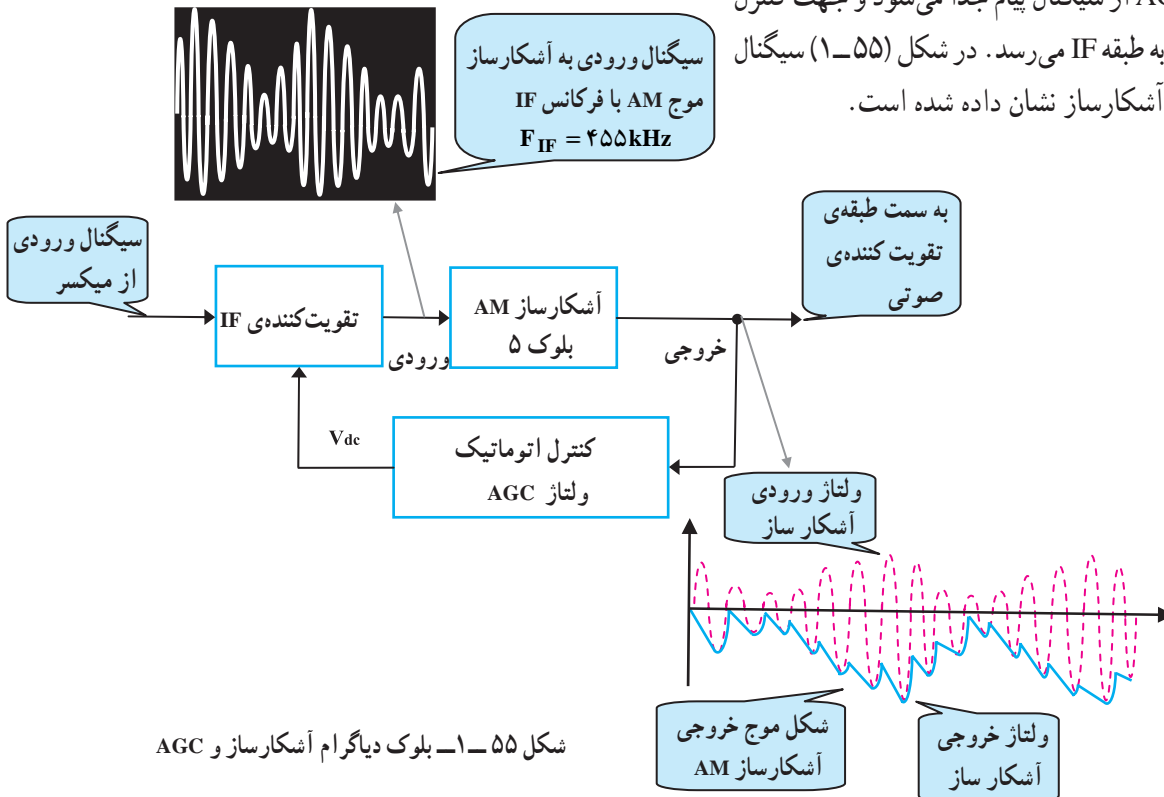 از سیگنال پیام جدا می‌شود و جهت کنترل
به طبقه IF می‌رسد. در شکل (۵۵ــ۱) سیگنال
آشکارساز نشان داده شده است.
سیگنال ورودی به آشکارساز
موج AM با فرکانس IF
F IF = ۴۵۵kHz
به سمت طبقه‌ی
تقویت کننده‌ی
صوتی
سیگنال ورودی
از میکسر
تقویت‌کننده‌ی IF
ورودی
آشکارساز AM
بلوک ۵
خروجی
Vdc
کنترل اتوماتیک
ولتاژ AGC
ولتاژ ورودی
آشکار ساز
شکل موج خروجی
آشکارساز AM
ولتاژ خروجی
آشکار ساز
شکل ۵۵ ــ۱ــ بلوک دیاگرام آشکارساز و AGC